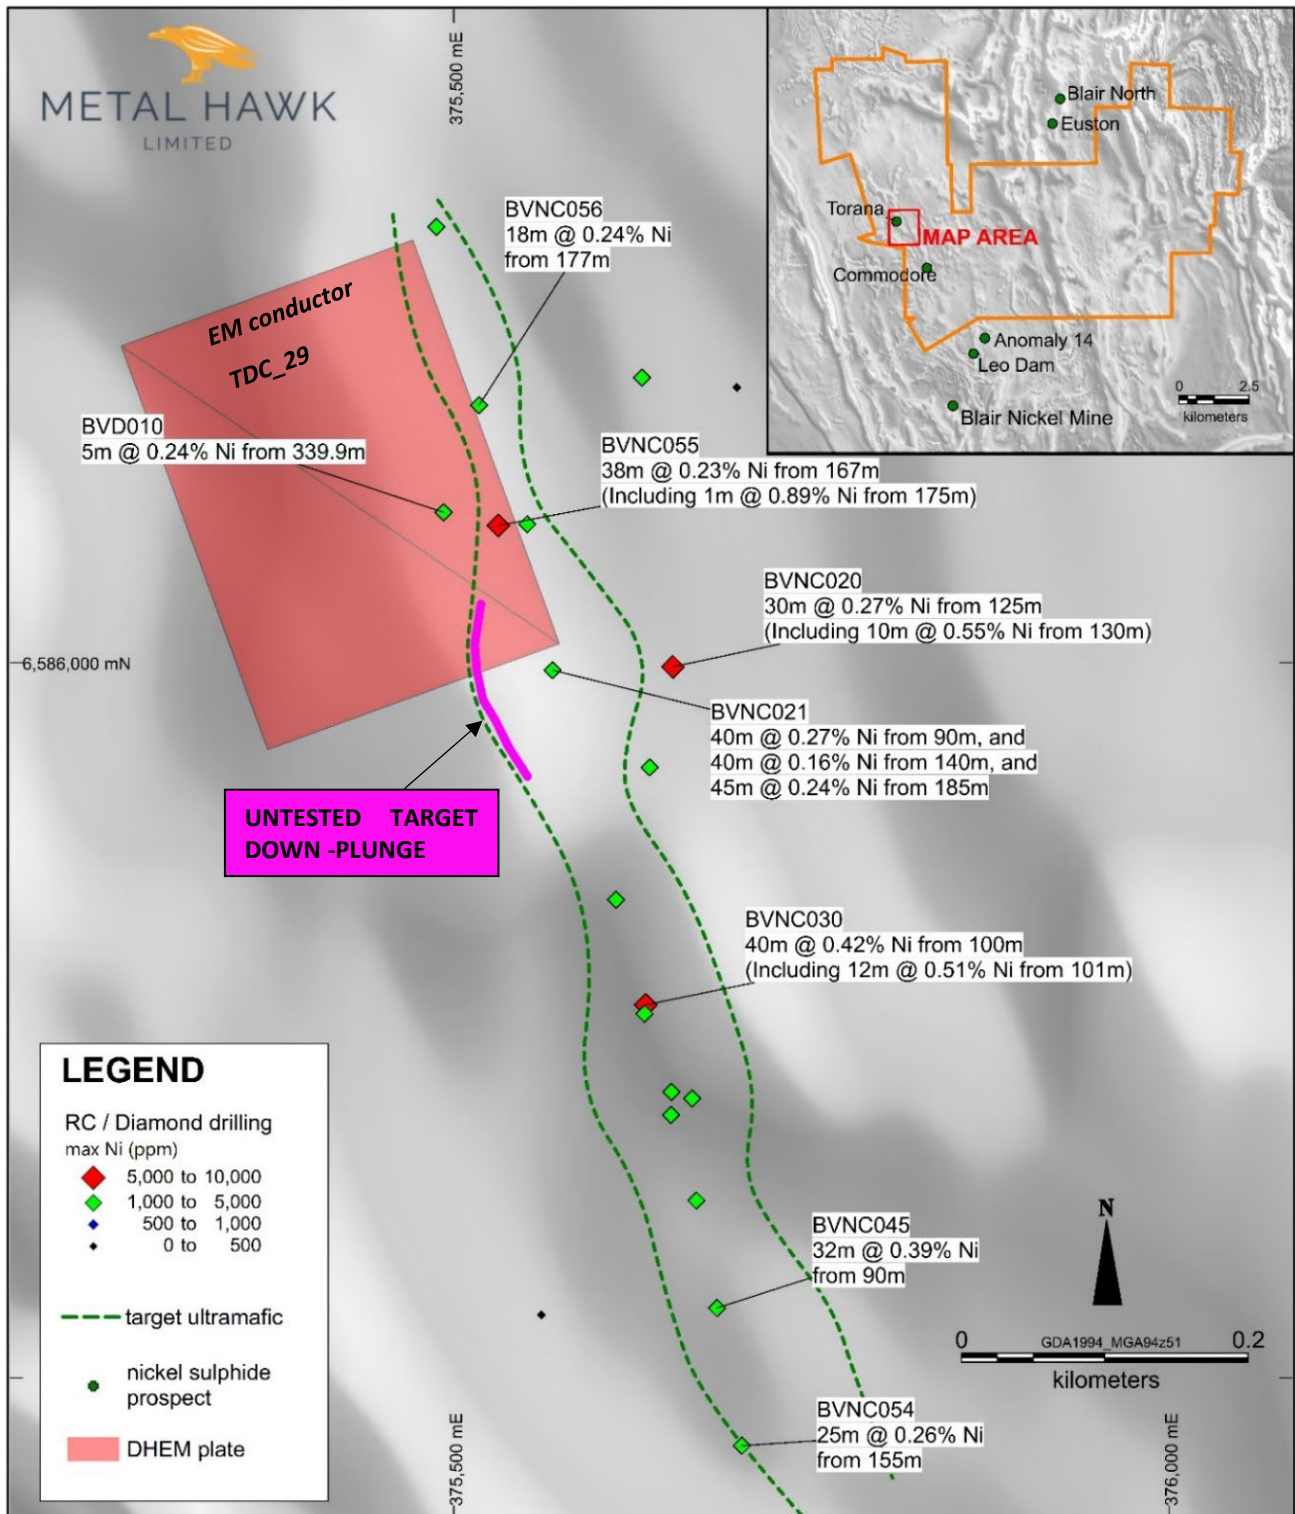 METAL HAWK
LIMITED
375,500 mE
Blair North
Euston
Torana
MAP AREA
Commodore
Anomaly 14
Leo Dam
Blair Nickel Mine
0 2.5
kilometers
BVNC056
18m @ 0.24% Ni
from 177m
EM conductor
TDC_29
BVD010
5m @ 0.24% Ni from 339.9m
BVNC055
38m @ 0.23% Ni from 167m
(Including 1m @ 0.89% Ni from 175m)
BVNC020
30m @ 0.27% Ni from 125m
(Including 10m @ 0.55% Ni from 130m)
6,586,000 mN
BVNC021
40m @ 0.27% Ni from 90m, and
40m @ 0.16% Ni from 140m, and
45m @ 0.24% Ni from 185m
UNTESTED TARGET
DOWN -PLUNGE
BVNC030
40m @ 0.42% Ni from 100m
(Including 12m @ 0.51% Ni from 101m)
LEGEND
RC / Diamond drilling
max Ni (ppm)
5,000 to 10,000
1,000 to 5,000
500 to 1,000
0 to 500
target ultramafic
nickel sulphide
prospect
DHEM plate
BVNC045
32m @ 0.39% Ni
from 90m
N
0 0.2
GDA1994_MGA94z51
kilometers
BVNC054
25m @ 0.26% Ni
from 155m
375,500 mE
376,000 mE